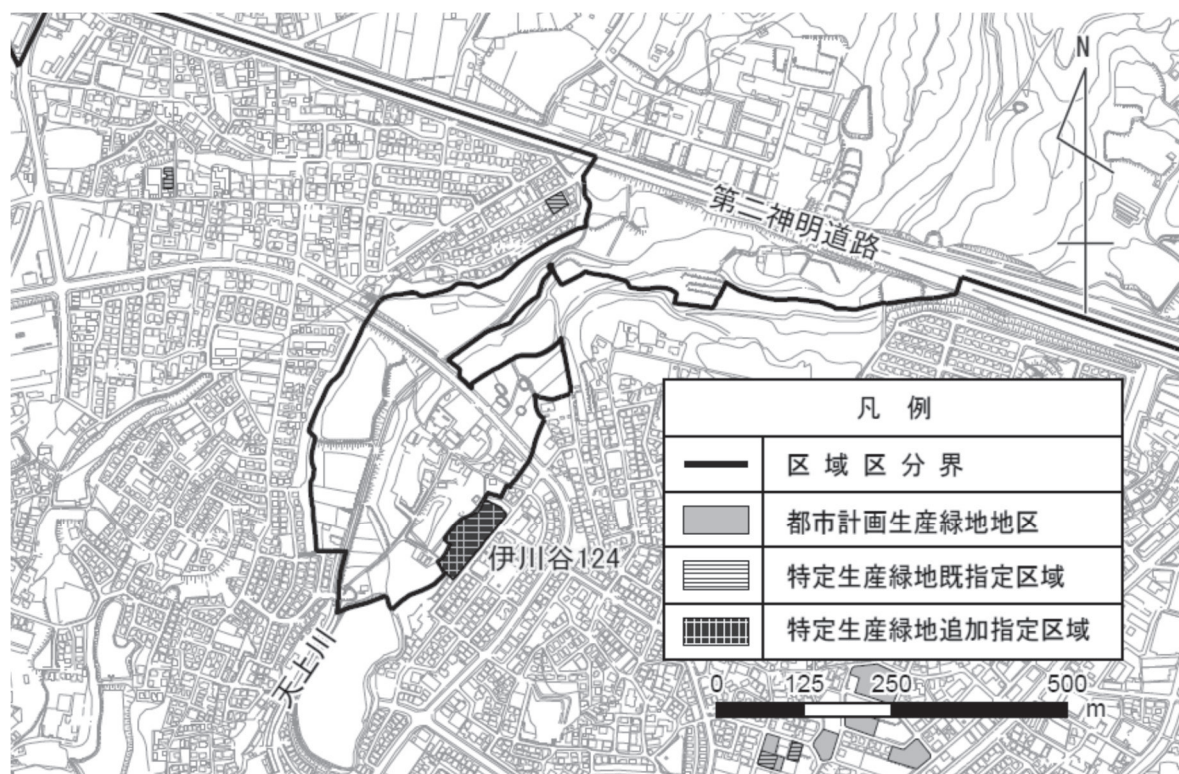 N
第二神明道路
伊川谷124
天上川
凡 例
区 域 区 分 界
都市計画生産緑地地区
特定生産緑地既指定区域
特定生産緑地追加指定区域
0 125 250 500 m